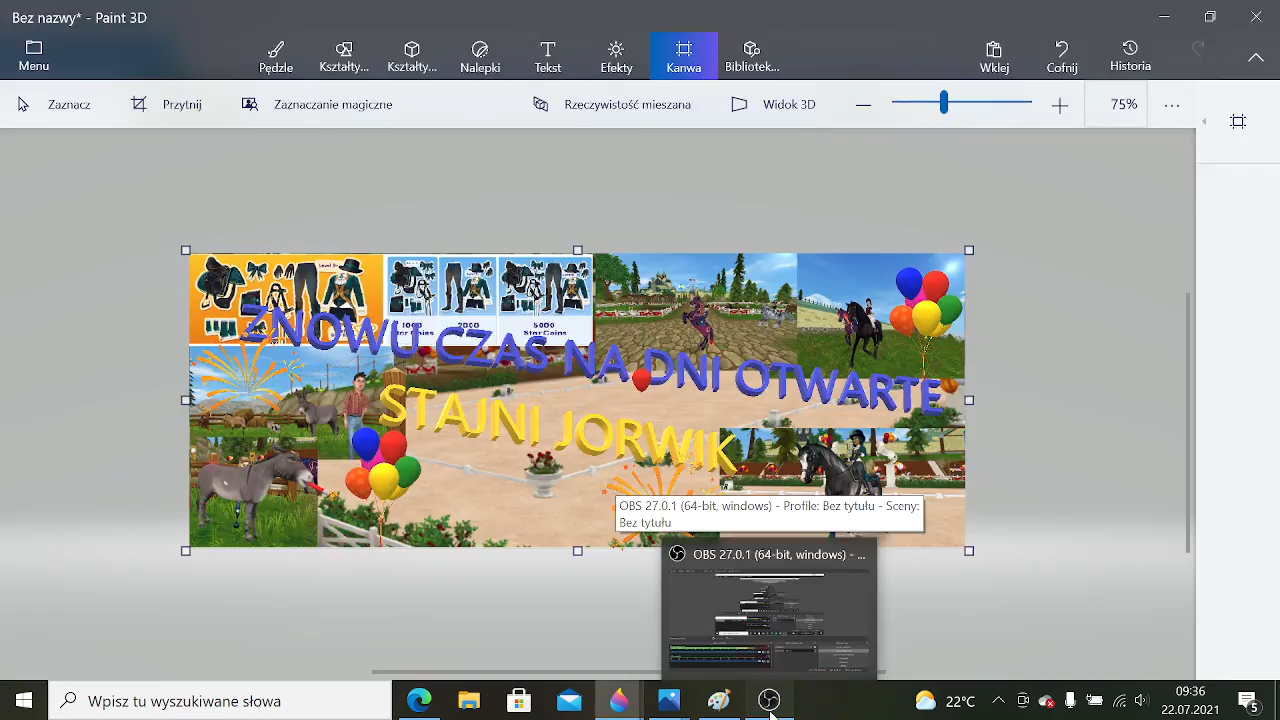 Bez nazwy* - Paint 3D
Menu
Pędzle
Kształty...
Kształty...
Nalepki
Tekst
Efekty
Kanwa
Bibliotek...
Wklej
Cofnij
Historia
Zaznacz
Przytnij
Zaznaczanie magiczne
Rzeczywistość mieszana
Widok 3D
75%
5000
Star Coins
ZNOWU CZAS NA DNI OTWARTE
STAJNI JORWIK
OBS 27.0.1 (64-bit, windows) - Profile: Bez tytułu - Sceny:
Bez tytułu
OBS 27.0.1 (64-bit, windows) - ...
Wpisz tu wyszukiwane słowa
22°C
09:36
22.07.2021
5